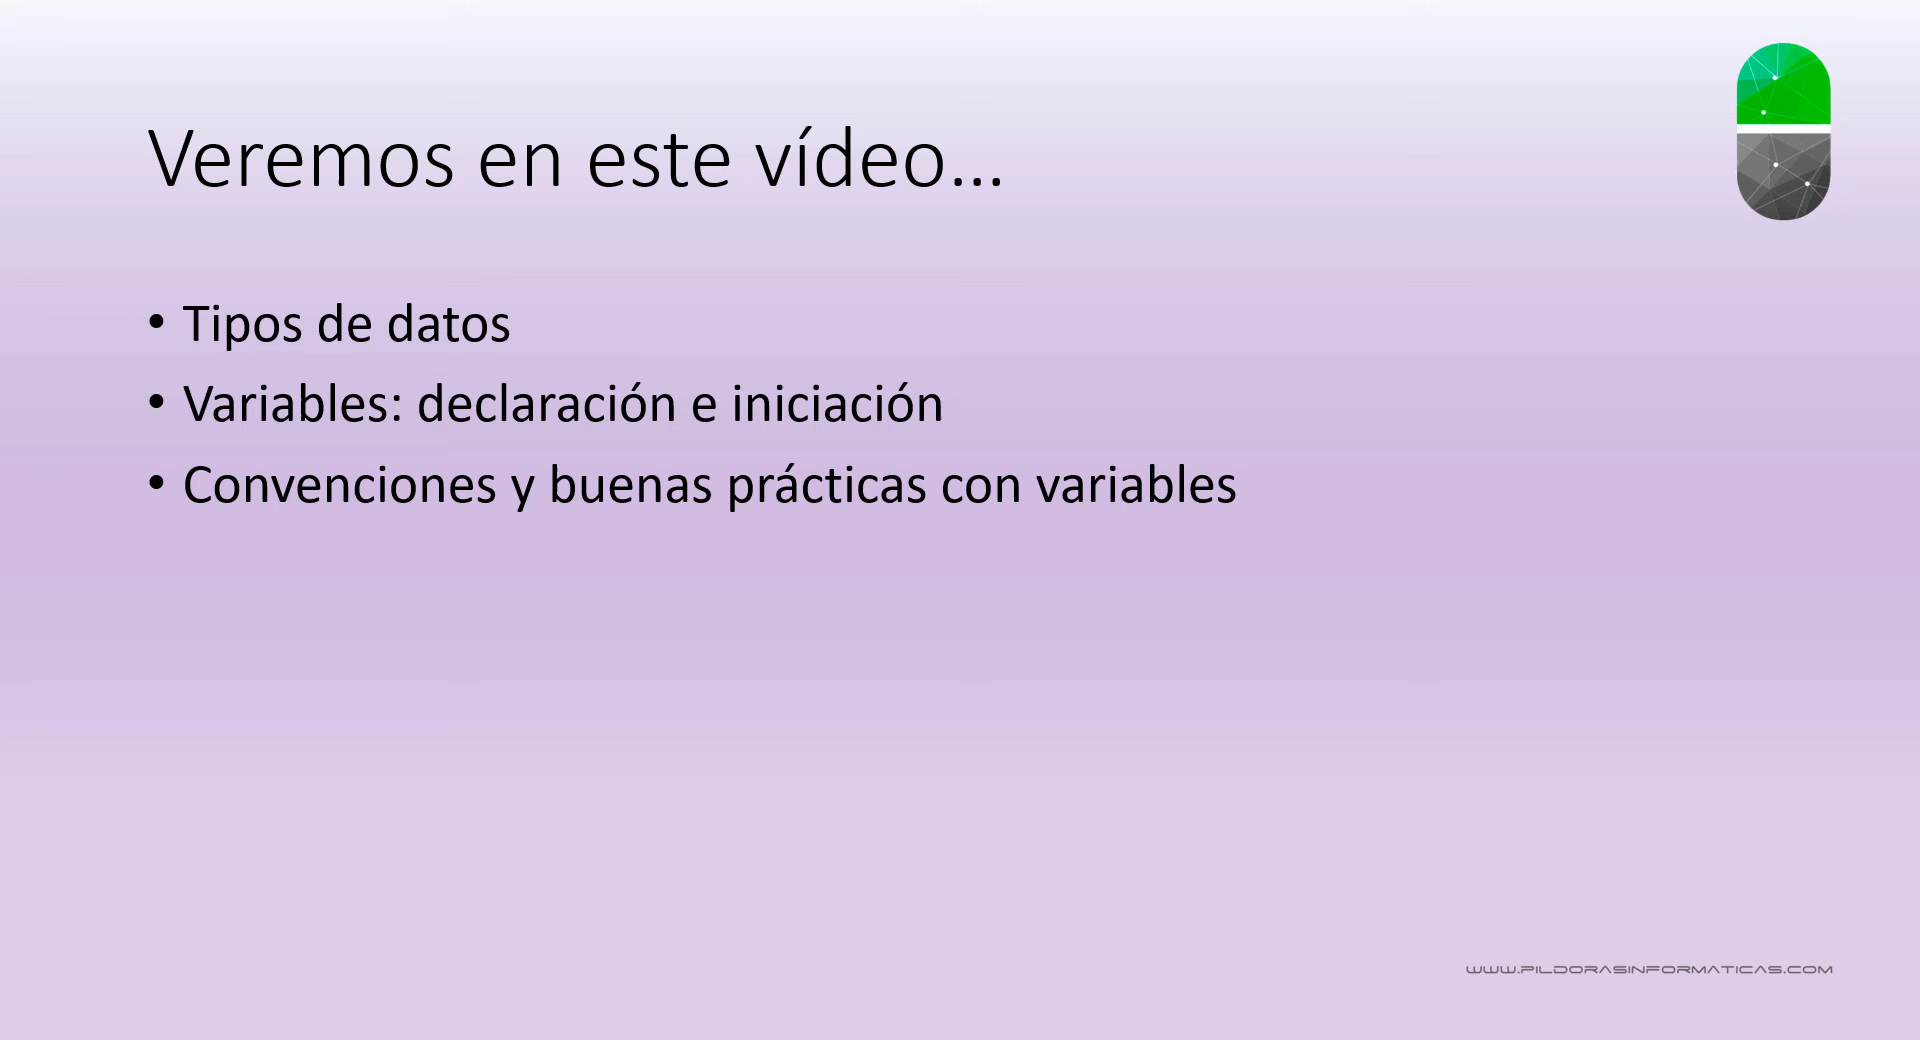 Veremos en este vídeo...
• Tipos de datos
• Variables: declaración e iniciación
• Convenciones y buenas prácticas con variables
WWW.PILDORASINFORMATICAS.COM